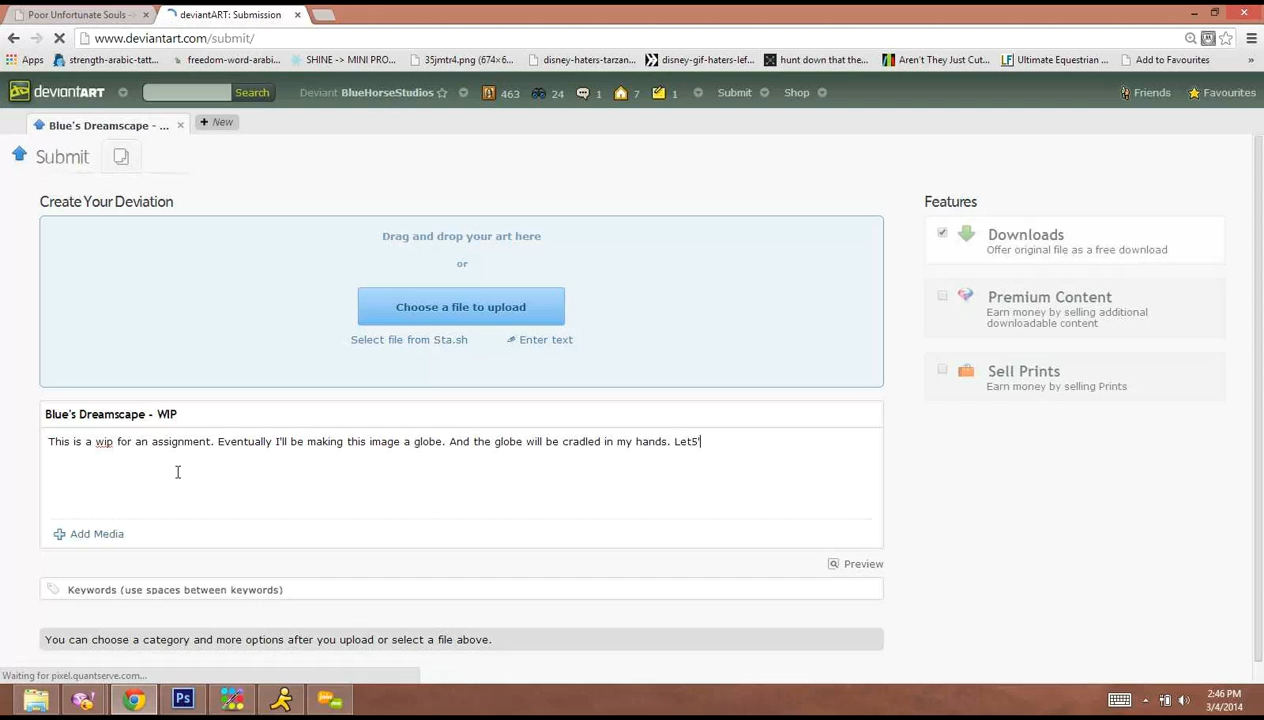 Poor Unfortunate Souls - ×
deviantART: Submission ×
www.deviantart.com/submit/
Apps strength-arabic-tatt... freedom-word-arabi... SHINE -> MINI PRO... 35jmtr4.png (674×6... disney-haters-tarzan... disney-gif-haters-lef... hunt down that the... Aren't They Just Cut... Ultimate Equestrian ... Add to Favourites »
deviantART Search Deviant BlueHorseStudios 463 24 1 7 1 Submit Shop Friends Favourites
Blue's Dreamscape - ... × + New
Submit
Create Your Deviation
Features
Drag and drop your art here
or
Choose a file to upload
Select file from Sta.sh Enter text
Downloads
Offer original file as a free download
Premium Content
Earn money by selling additional
downloadable content
Sell Prints
Earn money by selling Prints
Blue's Dreamscape - WIP
This is a wip for an assignment. Eventually I'll be making this image a globe. And the globe will be cradled in my hands. Let5'
Add Media
Preview
Keywords (use spaces between keywords)
You can choose a category and more options after you upload or select a file above.
Waiting for pixel.quantserve.com...
Ps
2:46 PM
3/4/2014